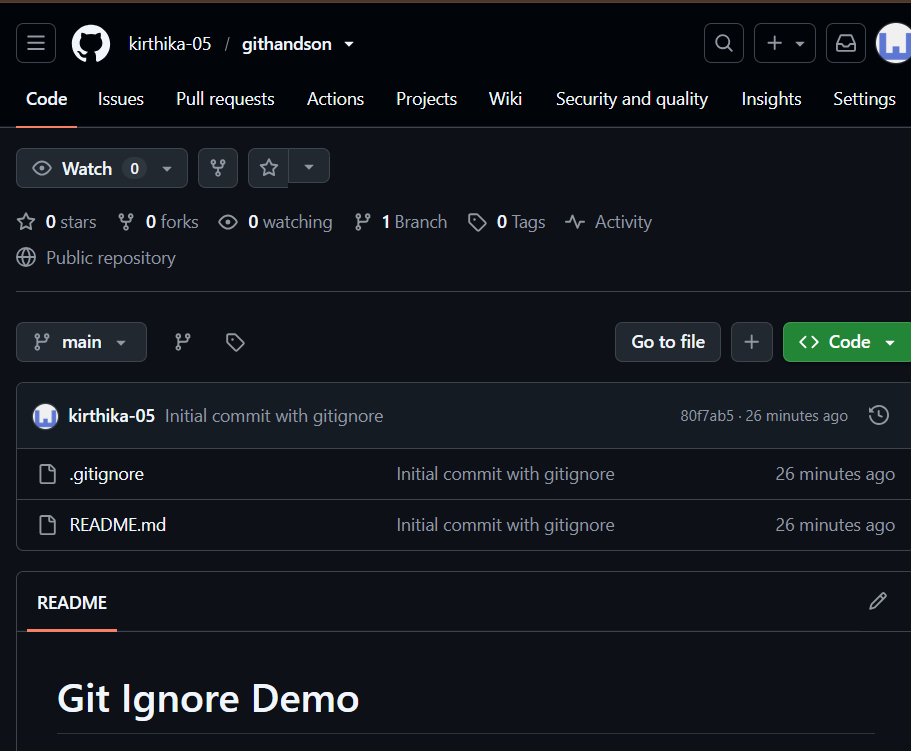 kirthika-05 / githandson
Code Issues Pull requests Actions Projects Wiki Security and quality Insights Settings
Watch 0
0 stars 0 forks 0 watching 1 Branch 0 Tags Activity
Public repository
main Go to file Code
kirthika-05 Initial commit with gitignore 80f7ab5 · 26 minutes ago
.gitignore Initial commit with gitignore 26 minutes ago
README.md Initial commit with gitignore 26 minutes ago
README
Git Ignore Demo